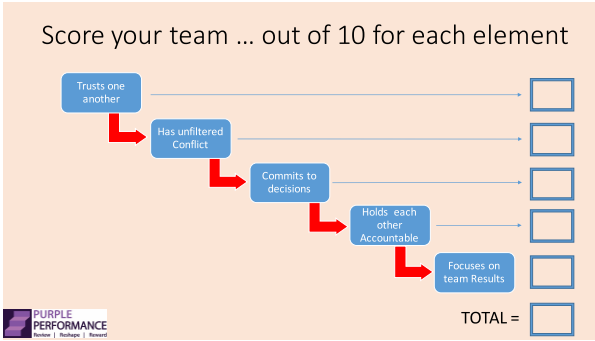 Score your team ... out of 10 for each element
Trusts one
another
Has unfiltered
Conflict
Commits to
decisions
Holds each
other
Accountable
Focuses on
team Results
TOTAL =
PURPLE
PERFORMANCE
Review | Reshape | Reward